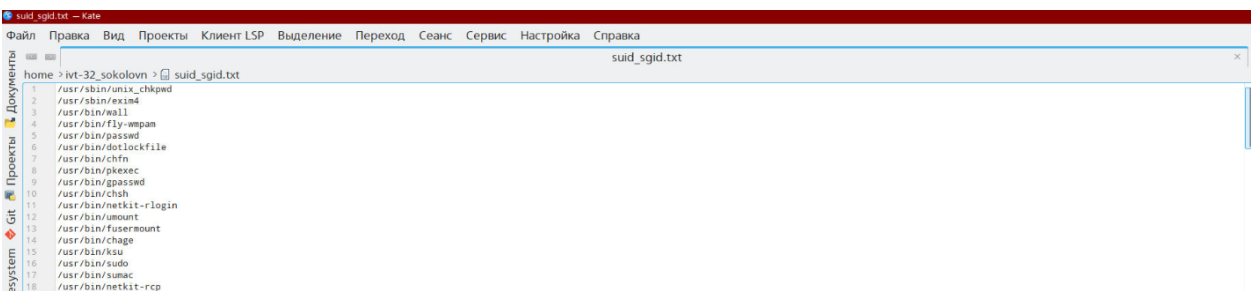 suid_sgid.txt — Kate
Файл Правка Вид Проекты Клиент LSP Выделение Переход Сеанс Сервис Настройка Справка
suid_sgid.txt
home > ivt-32_sokolovn > suid_sgid.txt
Документы
Проекты
Git
esystem
1 /usr/sbin/unix_chkpwd
2 /usr/sbin/exim4
3 /usr/bin/wall
4 /usr/bin/fly-wmpam
5 /usr/bin/passwd
6 /usr/bin/dotlockfile
7 /usr/bin/chfn
8 /usr/bin/pkexec
9 /usr/bin/gpasswd
10 /usr/bin/chsh
11 /usr/bin/netkit-rlogin
12 /usr/bin/umount
13 /usr/bin/fusermount
14 /usr/bin/chage
15 /usr/bin/ksu
16 /usr/bin/sudo
17 /usr/bin/sumac
18 /usr/bin/netkit-rcp